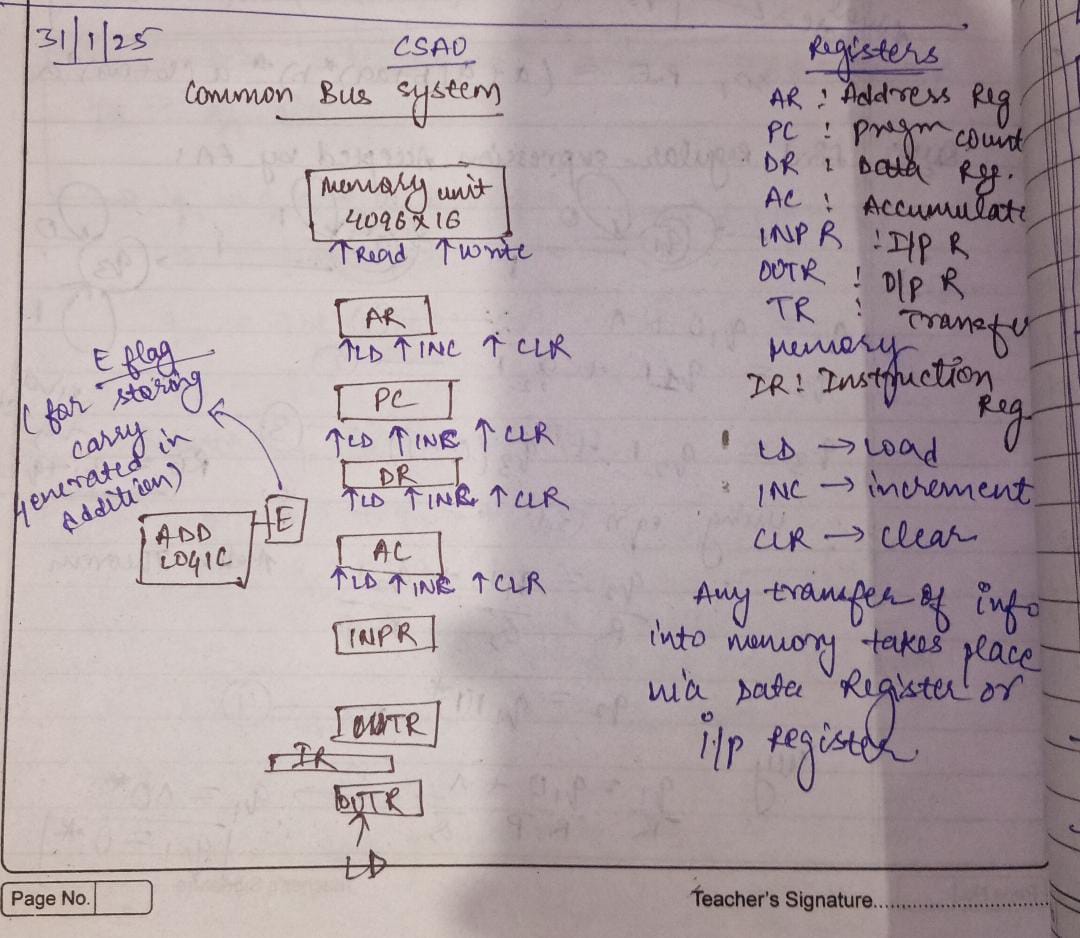 31/1/25
CSAO
Common Bus System
Memory unit
4096 x 16
↑Read ↑Write
AR
↑LD ↑INC ↑CLR
PC
↑LD ↑INR ↑CLR
DR
↑LD ↑INR ↑CLR
E flag
(for storing
carry
generated in
Addition)
ADD
LOGIC
E
AC
↑LD ↑INR ↑CLR
INPR
OUTR
IR
OUTR
LD
Registers
AR : Address Reg
PC : Progm count
DR : Data Reg.
AC : Accumulate
INPR : I/p R
OUTR : O/p R
TR : Transfer
Memory
IR : Instruction
Reg
LD → Load
INC → increment
CLR → clear
Any transfer of info
into memory takes place
via Data Register or
i/p register.
Page No.
Teacher's Signature